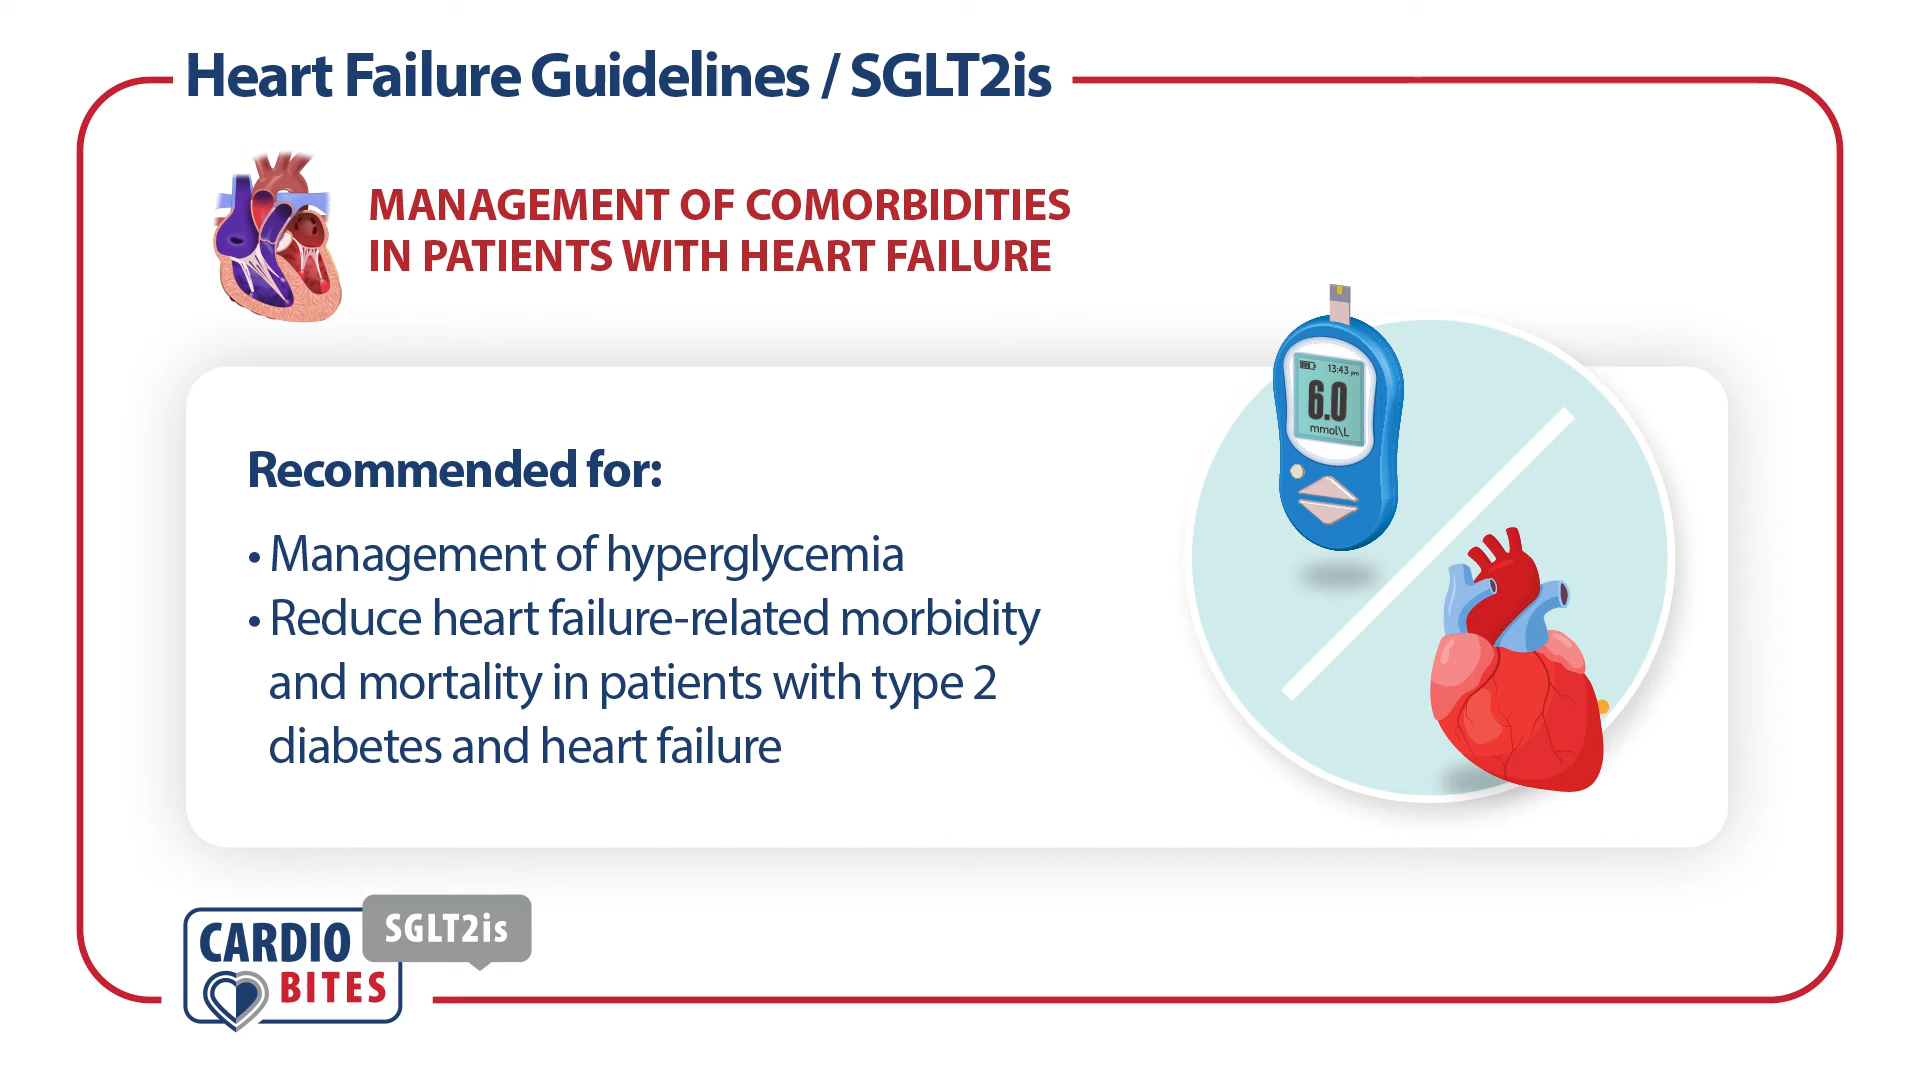 Heart Failure Guidelines / SGLT2is
MANAGEMENT OF COMORBIDITIES
IN PATIENTS WITH HEART FAILURE
13:43 pm
6.0
mmol\L
Recommended for:
• Management of hyperglycemia
• Reduce heart failure-related morbidity
and mortality in patients with type 2
diabetes and heart failure
CARDIO
BITES
SGLT2is